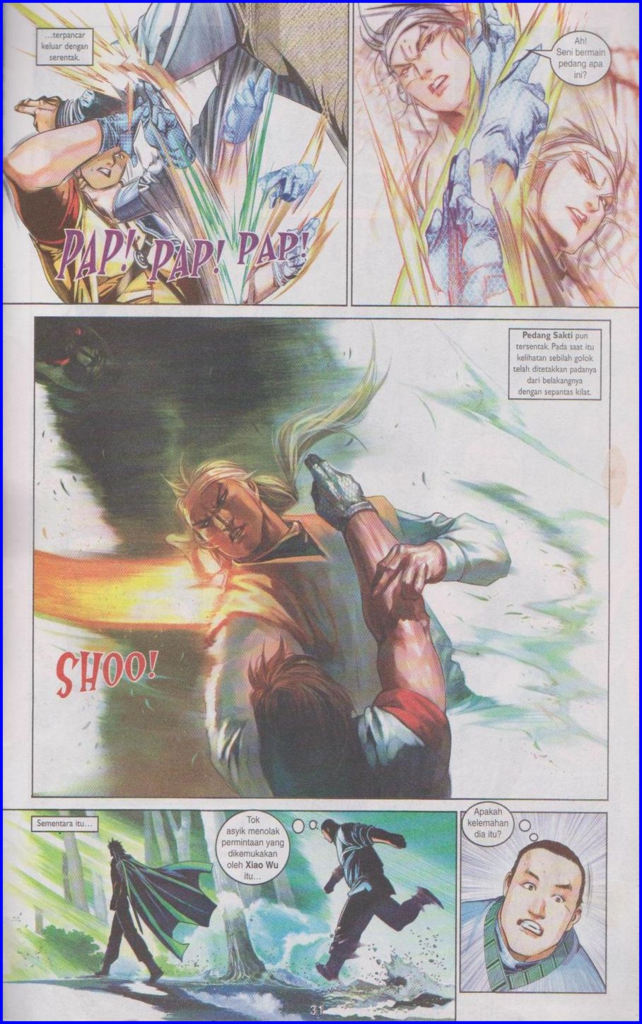 ...terpancar
keluar dengan
serentak.
Ah!
Seni bermain
pedang apa
ini?
PAP! PAP! PAP!
Pedang Sakti pun
tersentak. Pada saat itu
kelihatan sebilah golok
telah ditetakkan padanya
dari belakangnya
dengan sepantas kilat.
SHOO!
Sementara itu...
Tok
asyik menolak
permintaan yang
dikemukakan
oleh Xiao Wu
itu...
Apakah
kelemahan
dia itu?
31